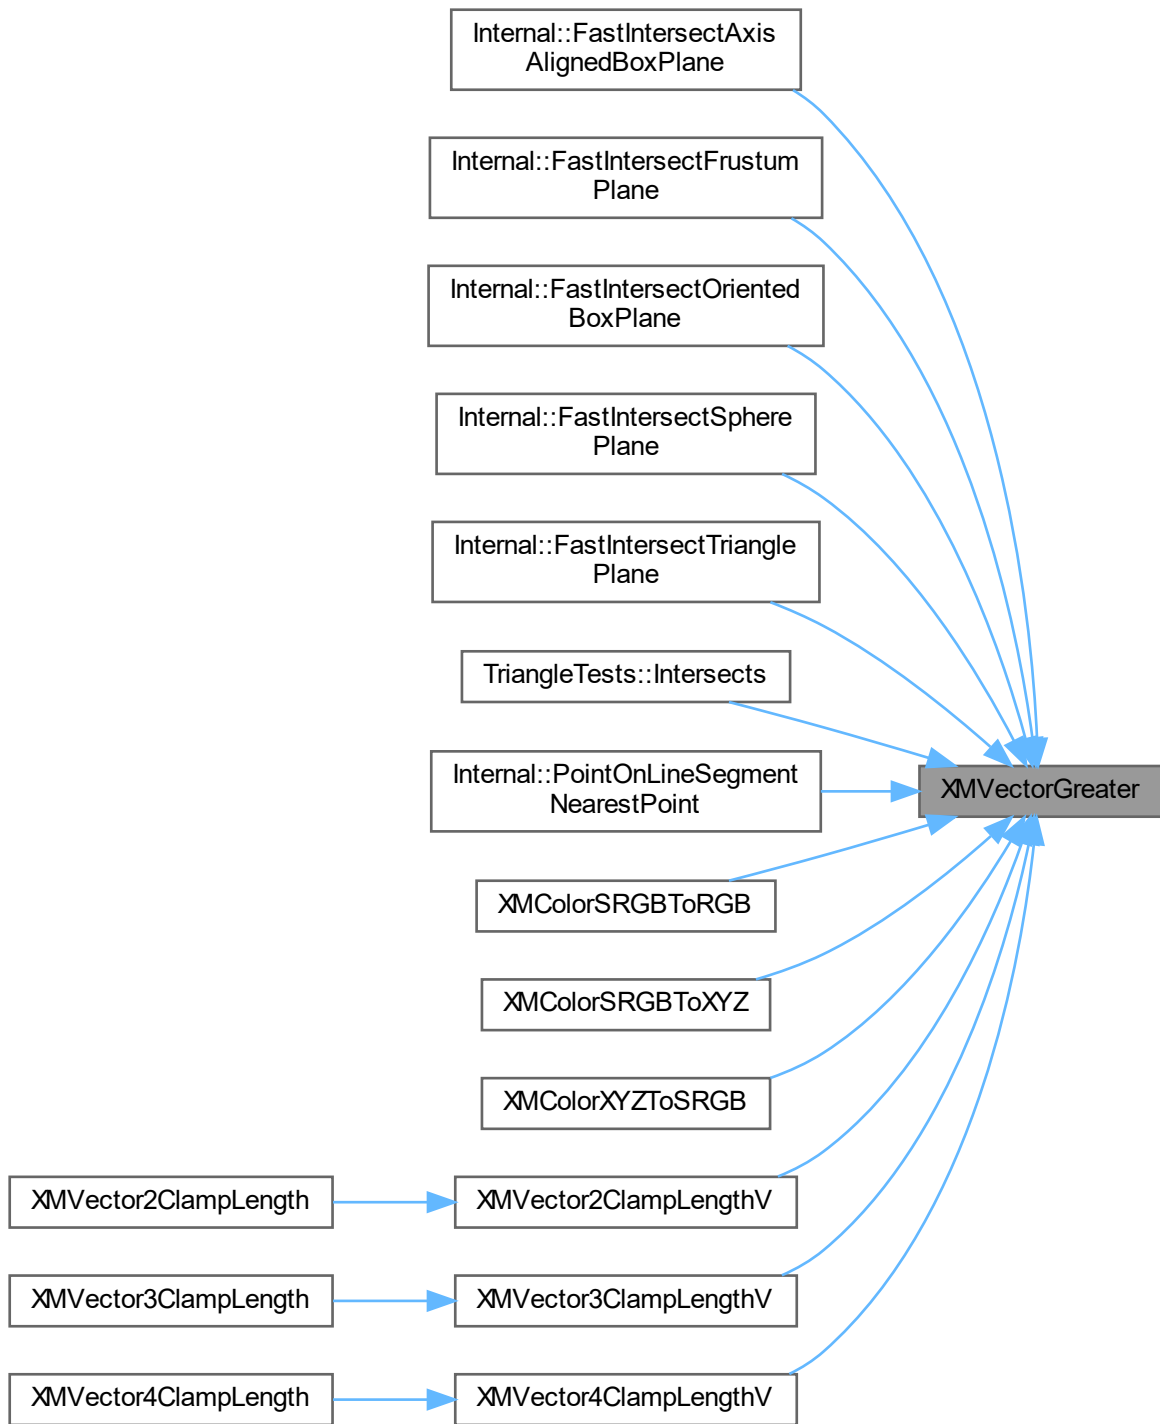 Internal::FastIntersectAxis
AlignedBoxPlane
Internal::FastIntersectFrustum
Plane
Internal::FastIntersectOriented
BoxPlane
Internal::FastIntersectSphere
Plane
Internal::FastIntersectTriangle
Plane
TriangleTests::Intersects
Internal::PointOnLineSegment
NearestPoint
XMVectorGreater
XMColorSRGBToRGB
XMColorSRGBToXYZ
XMColorXYZToSRGB
XMVector2ClampLength
XMVector2ClampLengthV
XMVector3ClampLength
XMVector3ClampLengthV
XMVector4ClampLength
XMVector4ClampLengthV